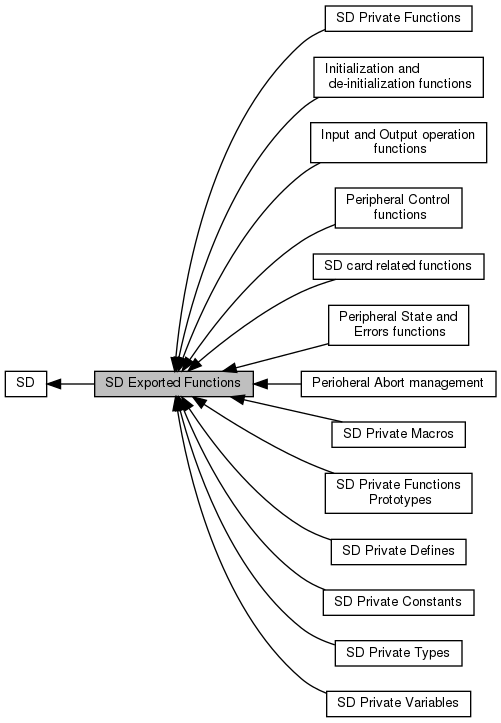 SD Private Functions
Initialization and
de-initialization functions
Input and Output operation
functions
Peripheral Control
functions
SD card related functions
Peripheral State and
Errors functions
SD
SD Exported Functions
Perioheral Abort management
SD Private Macros
SD Private Functions
Prototypes
SD Private Defines
SD Private Constants
SD Private Types
SD Private Variables